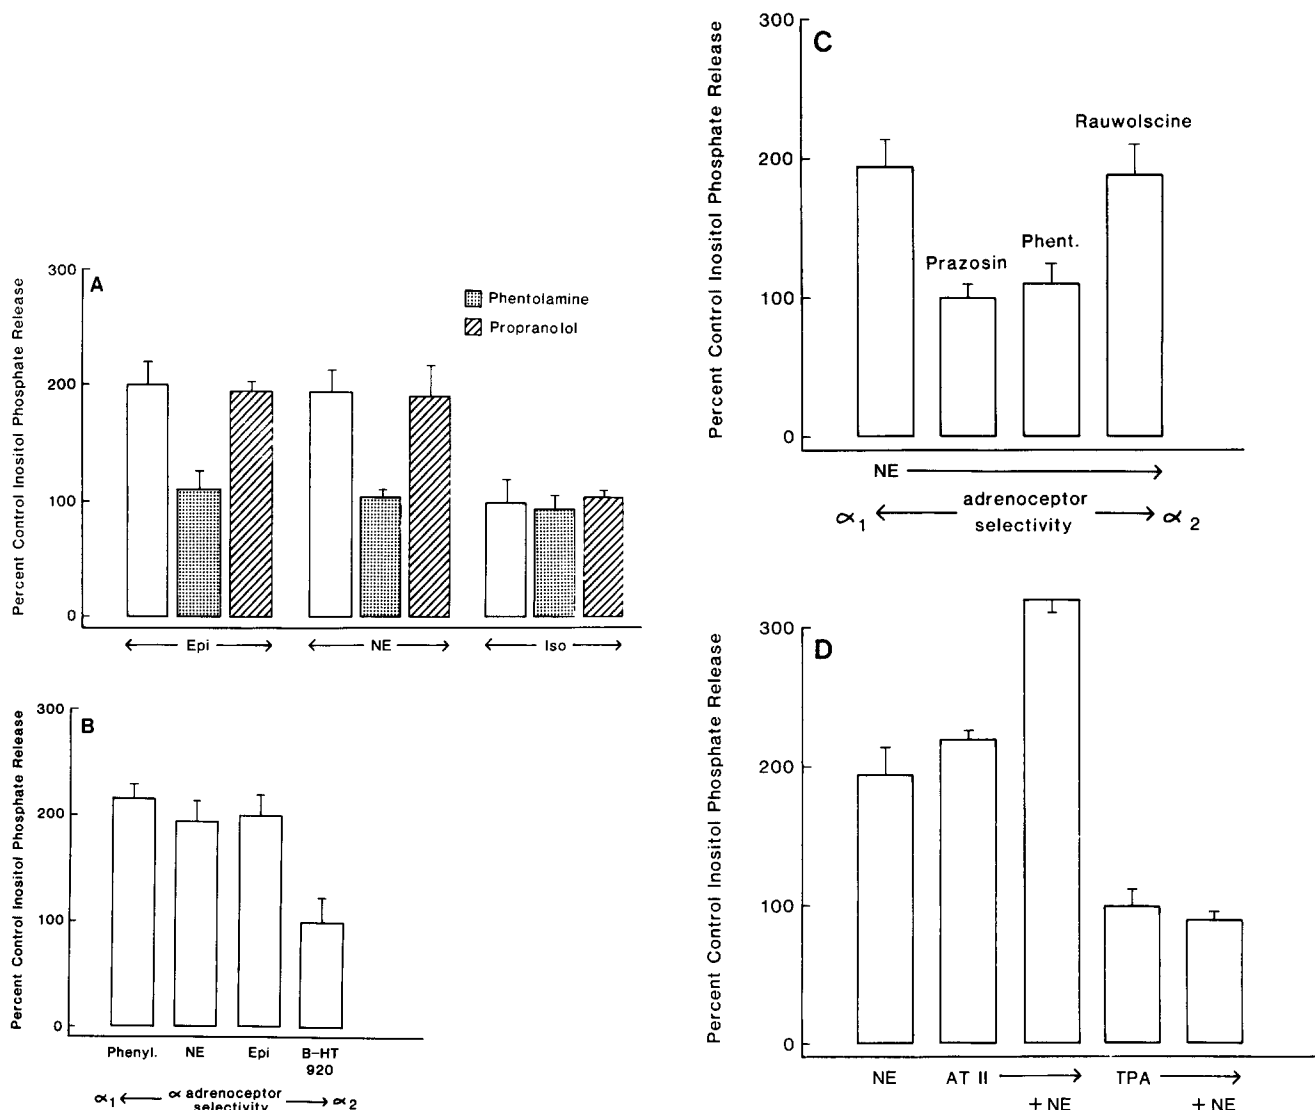 A
Percent Control Inositol Phosphate Release
300
200
100
0
Phentolamine
Propranolol
Epi
NE
Iso
B
Percent Control Inositol Phosphate Release
300
200
100
0
Phenyl. NE Epi B-HT
920
α1 α adrenoceptor α2
selectivity
C
Percent Control Inositol Phosphate Release
300
200
100
0
Prazosin
Phent.
Rauwolscine
NE
α1 adrenoceptor α2
selectivity
D
Percent Control Inositol Phosphate Release
300
200
100
0
NE AT II TPA
+ NE + NE